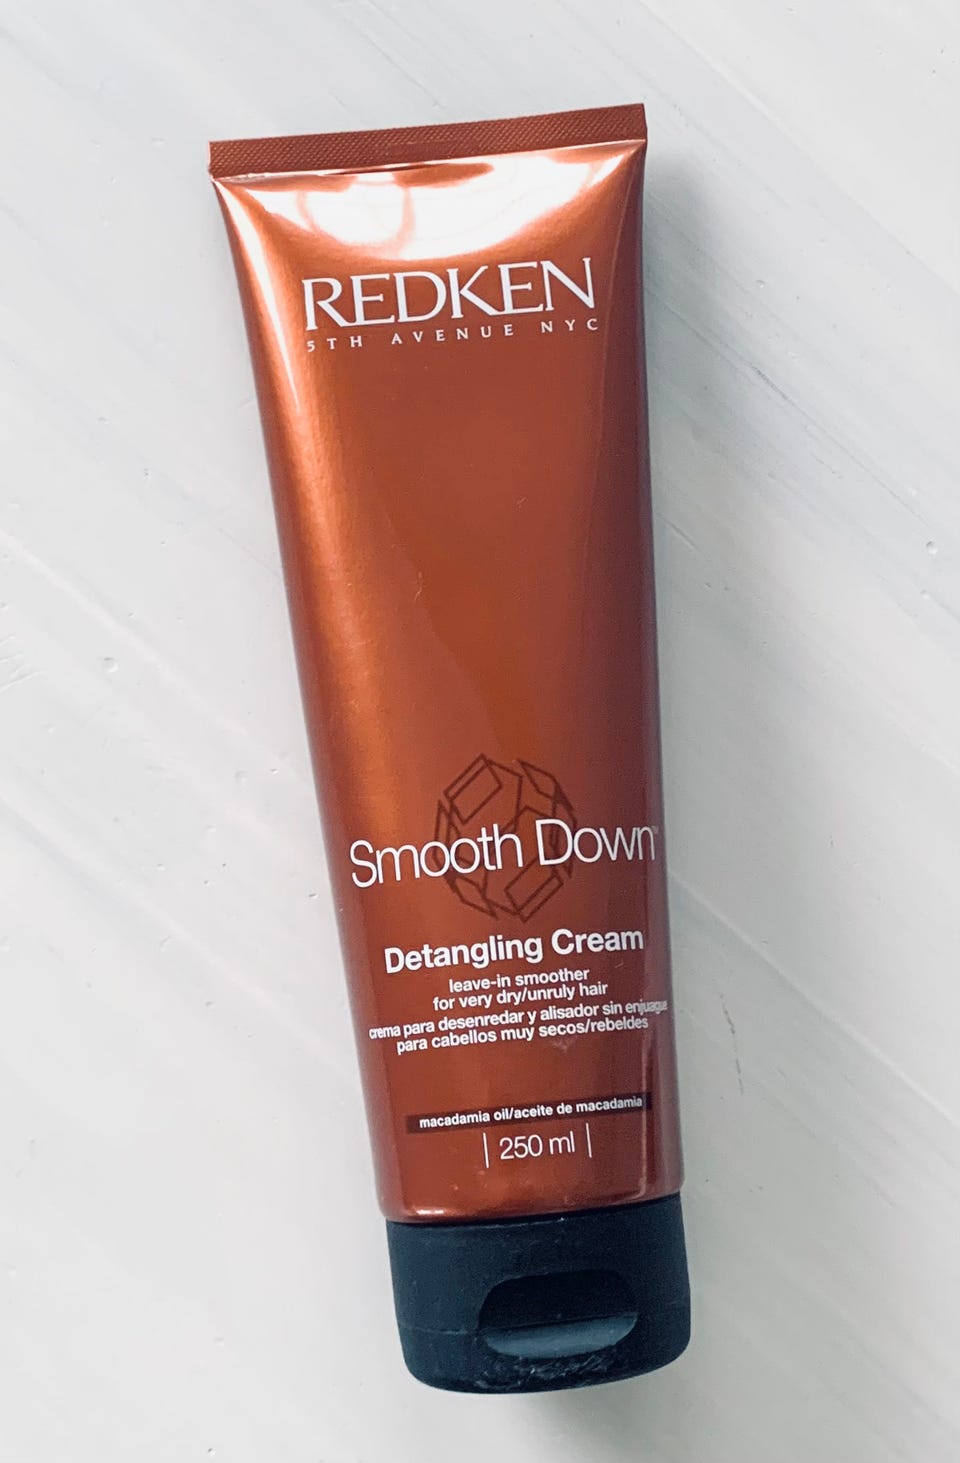 REDKEN
5TH AVENUE NYC
Smooth Down™
Detangling Cream
leave-in smoother
for very dry/unruly hair
crema para desenredar y alisador sin enjuague
para cabellos muy secos/rebeldes
macadamia oil/aceite de macadamia
| 250 ml |